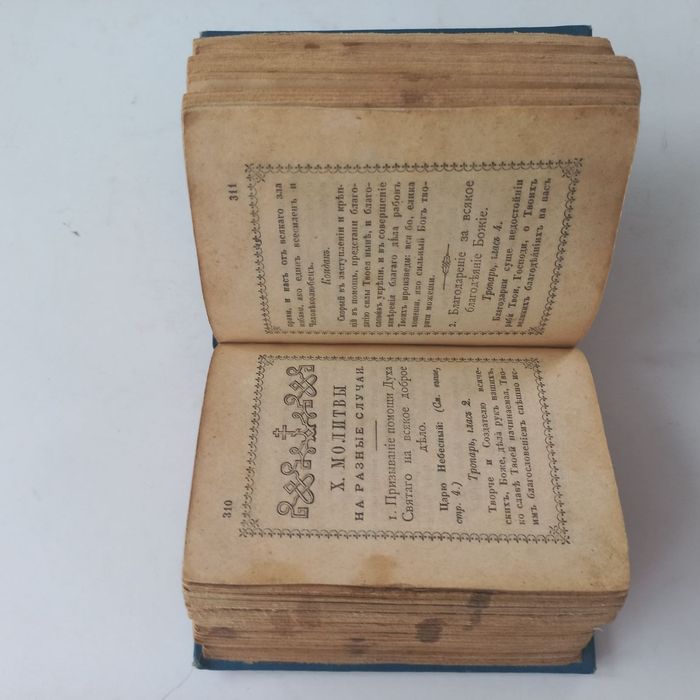 310
X. МОЛИТВЫ
НА РАЗНЫЕ СЛУЧАИ.
1. Призываніе помощи Духа
Святаго на всякое доброе
дѣло.
Царю Небесный: (См. выше,
стр. 4.)
Тропарь, гласъ 2.
Творче и Создателю всяче-
скихъ, Боже, дѣла рукъ нашихъ,
ко славѣ Твоей начинаемая, Тво-
имъ благословеніемъ спѣшно ис-
311
прави, и насъ отъ всякаго зла
избави, яко единъ всесиленъ и
Человѣколюбецъ.
Кондакъ.
Скорый въ заступленіи и крѣп-
кій въ помощь, предстани благо-
датію силы Твоея нынѣ, и благо-
словивъ укрѣпи, и въ совершеніе
намѣренія благаго дѣла рабовъ
Твоихъ произведи: вся бо, елика
хощеши, яко сильный Богъ тво-
рити можеши.
2. Благодареніе за всякое
благодѣяніе Божіе.
Тропарь, гласъ 4.
Благодарни суще недостойніи
раби Твои, Господи, о Твоихъ
великихъ благодѣяніихъ на насъ